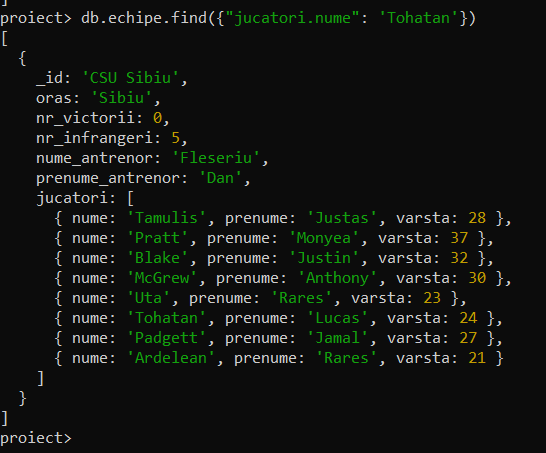 ]
proiect> db.echipe.find({"jucatori.nume": 'Tohatan'})
[
  {
    _id: 'CSU Sibiu',
    oras: 'Sibiu',
    nr_victorii: 0,
    nr_infrangeri: 5,
    nume_antrenor: 'Fleseriu',
    prenume_antrenor: 'Dan',
    jucatori: [
      { nume: 'Tamulis', prenume: 'Justas', varsta: 28 },
      { nume: 'Pratt', prenume: 'Monyea', varsta: 37 },
      { nume: 'Blake', prenume: 'Justin', varsta: 32 },
      { nume: 'McGrew', prenume: 'Anthony', varsta: 30 },
      { nume: 'Uta', prenume: 'Rares', varsta: 23 },
      { nume: 'Tohatan', prenume: 'Lucas', varsta: 24 },
      { nume: 'Padgett', prenume: 'Jamal', varsta: 27 },
      { nume: 'Ardelean', prenume: 'Rares', varsta: 21 }
    ]
  }
]
proiect>